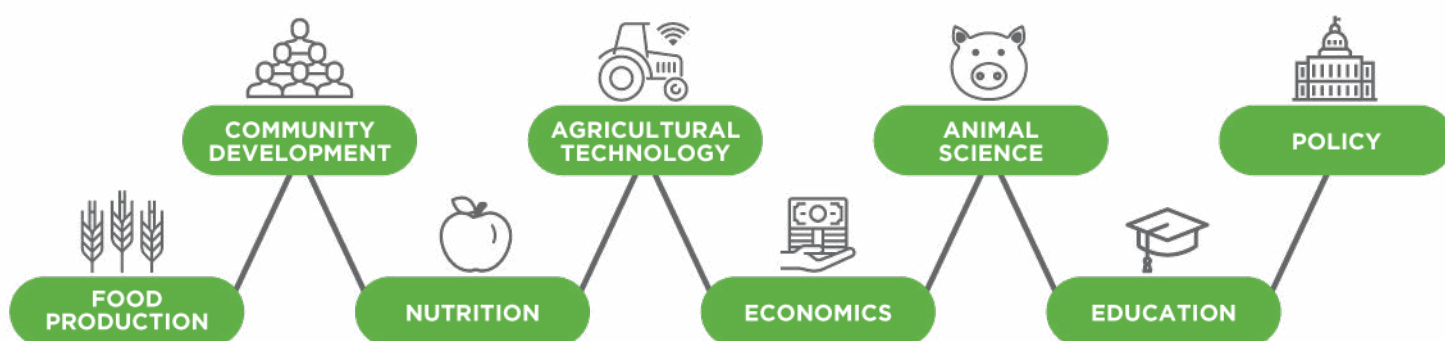 COMMUNITY
DEVELOPMENT
AGRICULTURAL
TECHNOLOGY
ANIMAL
SCIENCE
POLICY
FOOD
PRODUCTION
NUTRITION
ECONOMICS
EDUCATION